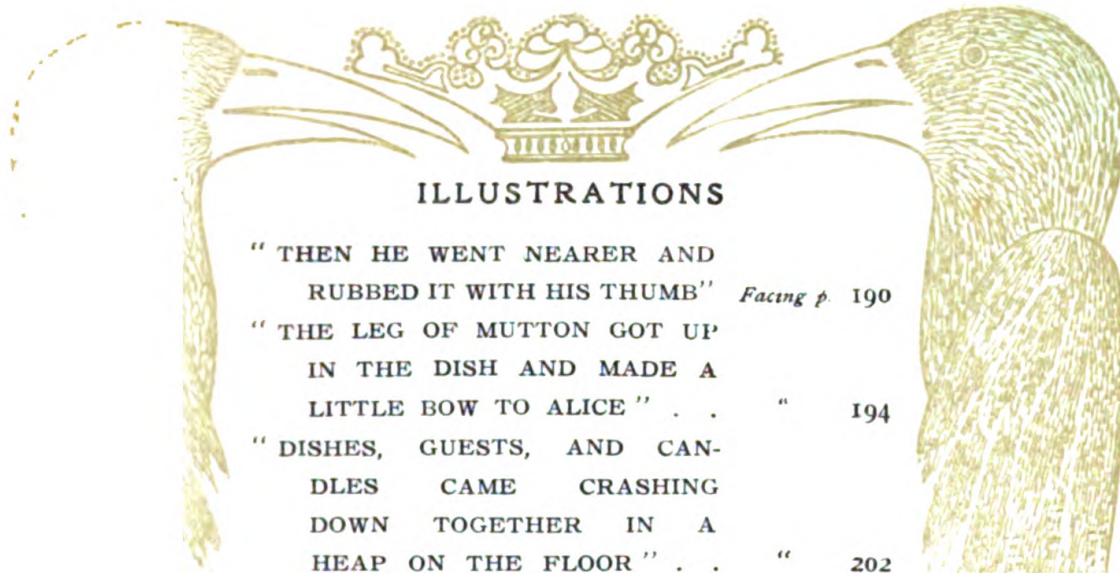 ILLUSTRATIONS
“ THEN HE WENT NEARER AND
RUBBED IT WITH HIS THUMB” Facing p. 190
“ THE LEG OF MUTTON GOT UP
IN THE DISH AND MADE A
LITTLE BOW TO ALICE ” . . “ 194
“ DISHES, GUESTS, AND CAN-
DLES CAME CRASHING
DOWN TOGETHER IN A
HEAP ON THE FLOOR ” . . “ 202